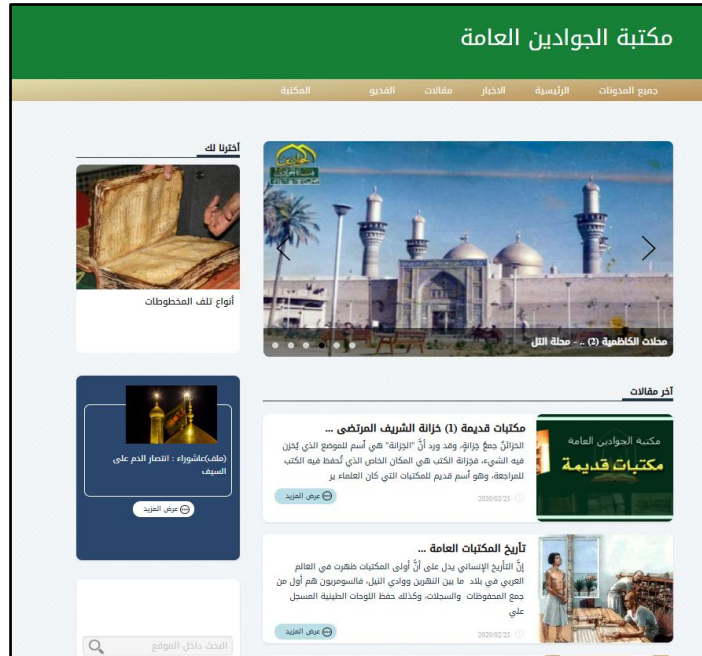 مكتبة الجوادين العامة
جميع المدونات
الرئيسية
الاخبار
مقالات
الفديو
المكتبة
محلات الكاظمية (2) .. - محلة التل
أخترنا لك
أنواع تلف المخطوطات
(ملف)عاشوراء : انتصار الدم على
السيف
عرض المزيد
آخر مقالات
مكتبة الجوادين العامة
مكتبات قديمة
مكتبات قديمة (1) خزانة الشريف المرتضى ...
الخزائنُ جمعُ خِزانةٍ، وقد ورد أنَّ "الخِزانة" هي أسم للموضع الذي يُخزن
فيه الشيء، فخِزانة الكتب هي المكان الخاص الذي تُحفظ فيه الكتب
للمراجعة، وهو أسم قديم للمكتبات التي كان العلماء ير
2020/02/25
عرض المزيد
تأريخ المكتبات العامة ...
إنَّ التأريخ الإنساني يدل على أنَّ أولى المكتبات ظهرت في العالم
العربي في بلاد ما بين النهرين ووادي النيل، فالسومريون هم أول من
جمع المحفوظات والسجلات، وكذلك حفظ اللوحات الطينية المسجل
علي
2020/02/25
عرض المزيد
البحث داخل الموقع